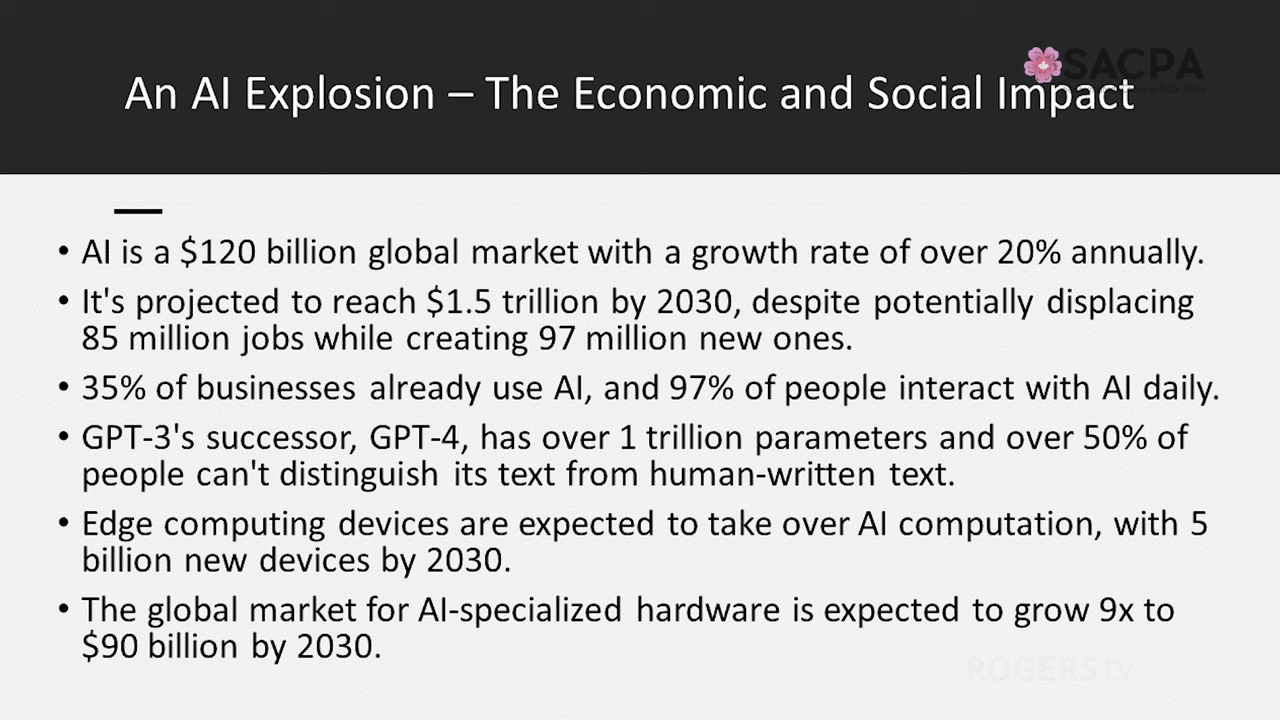 SACPA
An AI Explosion – The Economic and Social Impact
• AI is a $120 billion global market with a growth rate of over 20% annually.
• It's projected to reach $1.5 trillion by 2030, despite potentially displacing
85 million jobs while creating 97 million new ones.
• 35% of businesses already use AI, and 97% of people interact with AI daily.
• GPT-3's successor, GPT-4, has over 1 trillion parameters and over 50% of
people can't distinguish its text from human-written text.
• Edge computing devices are expected to take over AI computation, with 5
billion new devices by 2030.
• The global market for AI-specialized hardware is expected to grow 9x to
$90 billion by 2030.
ROGERS tv